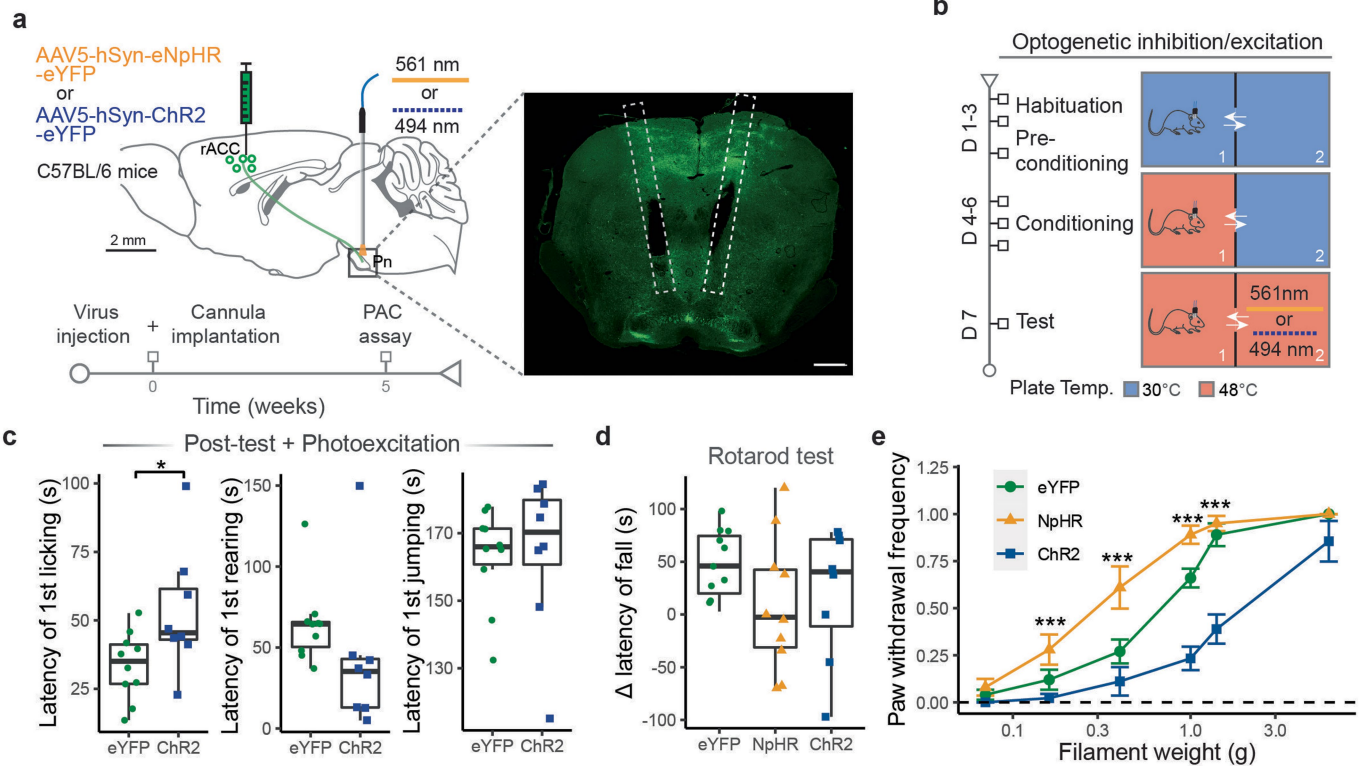 a
AAV5-hSyn-eNpHR
-eYFP
or
AAV5-hSyn-ChR2
-eYFP
C57BL/6 mice
rACC
561 nm
or
494 nm
2 mm
Pn
Virus
injection
+
Cannula
implantation
PAC
assay
0
5
Time (weeks)
b
Optogenetic inhibition/excitation
D 1-3
Habituation
Pre-
conditioning
1
2
D 4-6
Conditioning
1
2
D 7
Test
561nm
or
494 nm
1
2
Plate Temp.
30°C
48°C
c
Post-test + Photoexcitation
Latency of 1st licking (s)
100
75
50
25
*
eYFP
ChR2
Latency of 1st rearing (s)
150
100
50
0
eYFP
ChR2
Latency of 1st jumping (s)
170
150
130
eYFP
ChR2
d
Rotarod test
Δ latency of fall (s)
100
50
0
-50
-100
eYFP
NpHR
ChR2
e
Paw withdrawal frequency
1.25
1.00
0.75
0.50
0.25
0.00
eYFP
NpHR
ChR2
***
***
***
***
0.1
0.3
1.0
3.0
Filament weight (g)